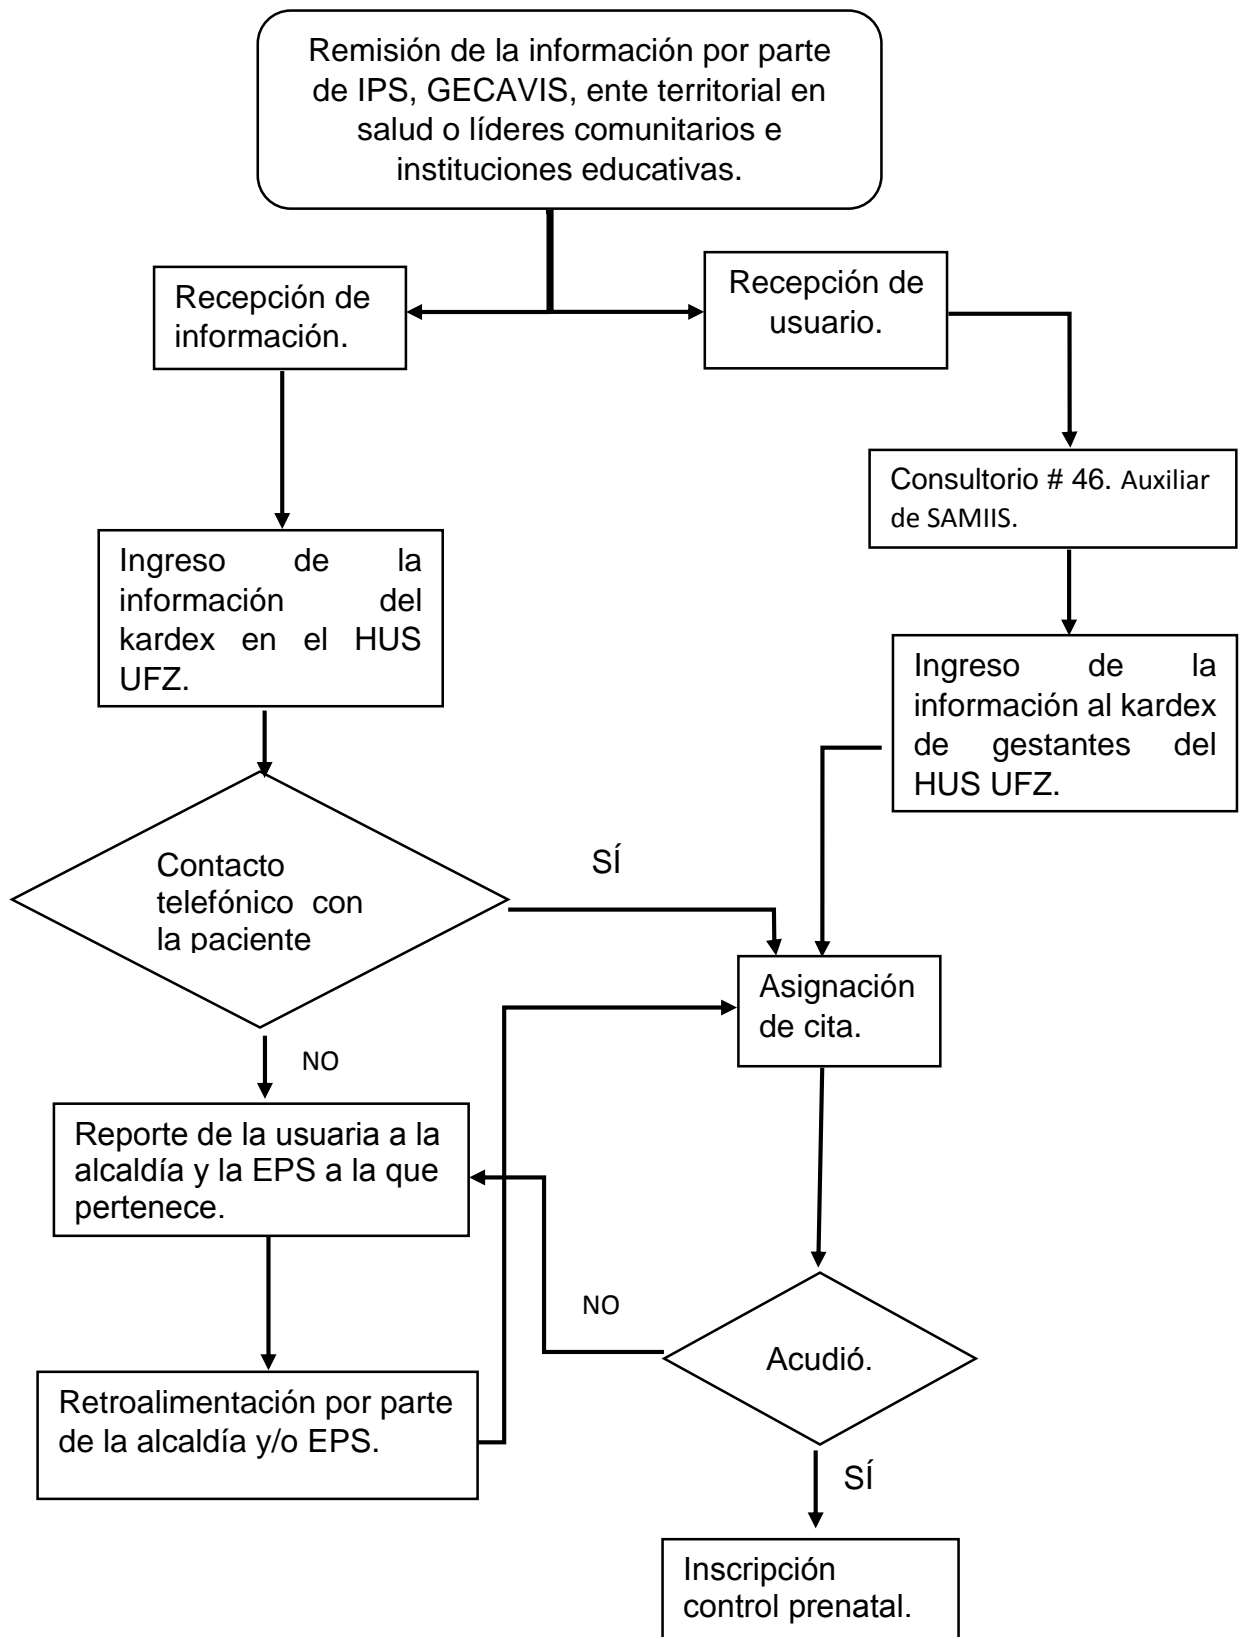 Remisión de la información por parte
de IPS, GECAVIS, ente territorial en
salud o líderes comunitarios e
instituciones educativas.
Recepción de
información.
Recepción de
usuario.
Consultorio # 46. Auxiliar
de SAMIIS.
Ingreso de la
información del
kardex en el HUS
UFZ.
Ingreso de la
información al kardex
de gestantes del
HUS UFZ.
Contacto
telefónico con
la paciente
SÍ
Asignación
de cita.
NO
Reporte de la usuaria a la
alcaldía y la EPS a la que
pertenece.
NO
Acudió.
Retroalimentación por parte
de la alcaldía y/o EPS.
SÍ
Inscripción
control prenatal.